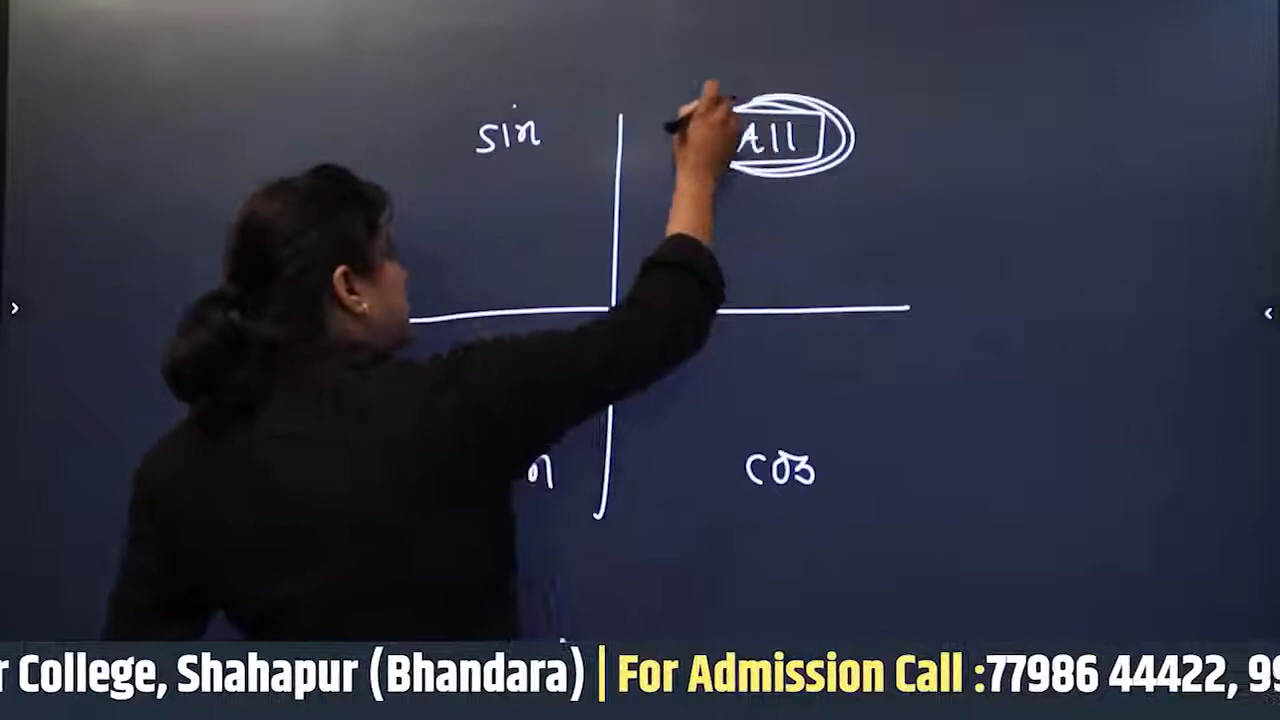 sin
All
cos
r College, Shahapur (Bhandara) | For Admission Call :77986 44422, 99